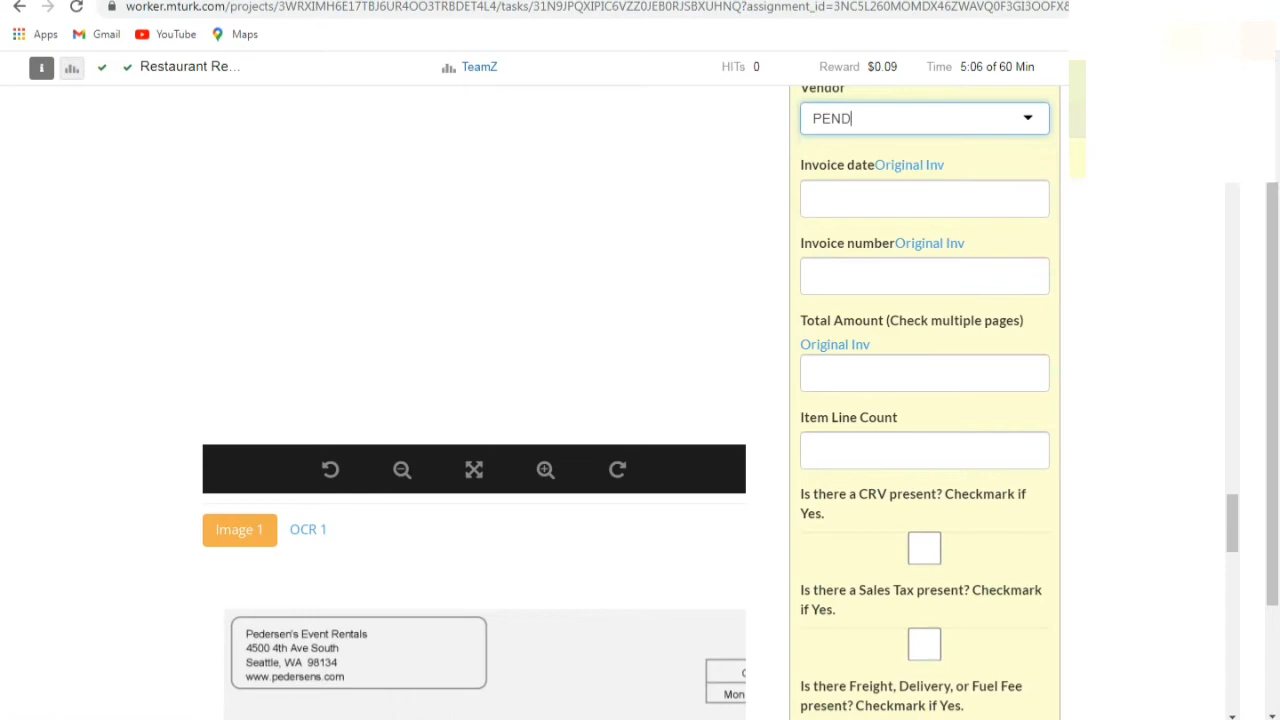 worker.mturk.com/projects/3WRXIMH6E17TBJ6UR4OO3TRBDET4L4/tasks/31N9JPQXIPIC6VZZ0JEB0RJSBXUHNQ?assignment_id=3NC5L260MOMDX46ZWAVQ0F3GI3OOFX&
Apps Gmail YouTube Maps
Restaurant Re... TeamZ HITs 0 Reward $0.09 Time 5:06 of 60 Min
Vendor
PEND
Invoice dateOriginal Inv
Invoice numberOriginal Inv
Total Amount (Check multiple pages)
Original Inv
Item Line Count
Is there a CRV present? Checkmark if
Yes.
Is there a Sales Tax present? Checkmark
if Yes.
Is there Freight, Delivery, or Fuel Fee
present? Checkmark if Yes.
Image 1 OCR 1
Pedersen's Event Rentals
4500 4th Ave South
Seattle, WA 98134
www.pedersens.com
Mon